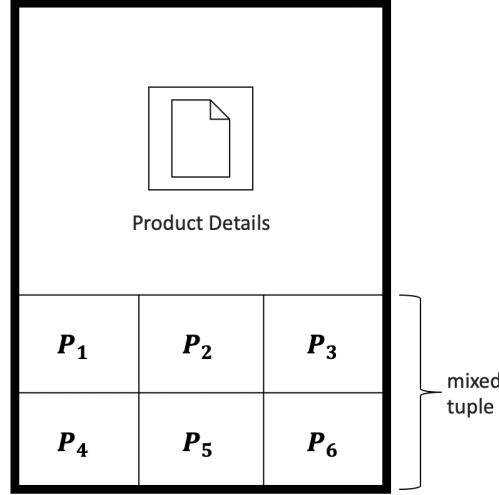 Product Details
P₁ P₂ P₃
P₄ P₅ P₆
mixed
tuple